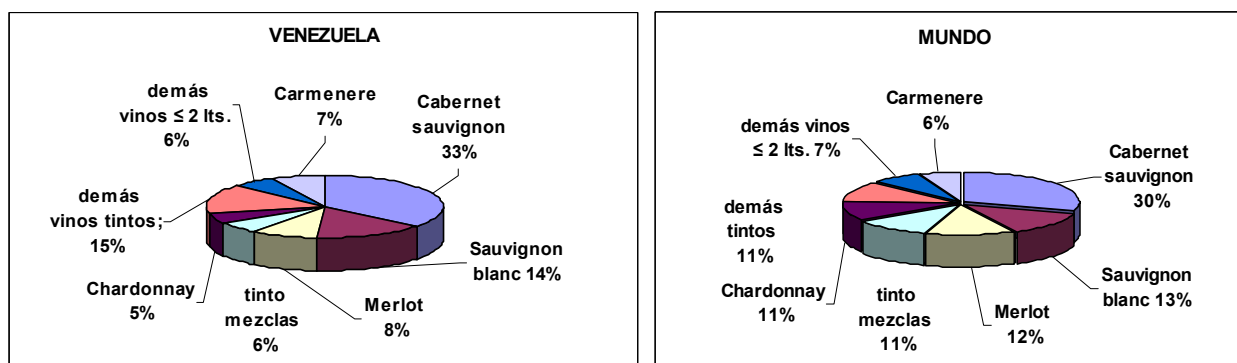 VENEZUELA
demás
vinos ≤ 2 lts.
6%
Carmenere
7%
Cabernet
sauvignon
33%
demás
vinos tintos;
15%
Sauvignon
blanc 14%
Chardonnay
5%
tinto
mezclas
6%
Merlot
8%
MUNDO
Carmenere
6%
demás vinos
≤ 2 lts. 7%
Cabernet
sauvignon
30%
demás
tintos
11%
Sauvignon
blanc 13%
Chardonnay
11%
tinto
mezclas
11%
Merlot
12%